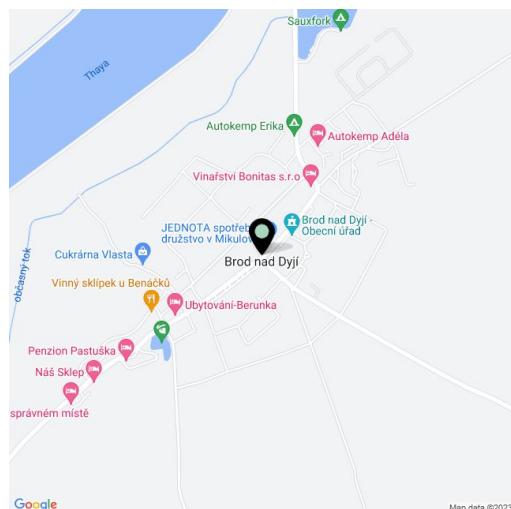 Sauxfork
Thaya
Autokemp Erika
Autokemp Adéla
Vinařství Bonitas s.r.o
JEDNOTA spotřeb
družstvo v Mikulov
Brod nad Dyjí -
Obecní úřad
Cukrárna Vlasta
Brod nad Dyjí
občasný tok
Vinný sklípek u Benáčků
Ubytování-Berunka
Penzion Pastuška
Náš Sklep
správném místě
Google
Map data ©2023